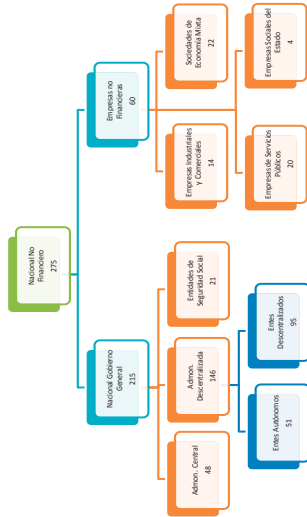 Nacional No
Financiero
275
Nacional Gobierno
General
215
Empresas no
Financieras
60
Admon. Central
48
Admon.
Descentralizada
146
Entidades de
Seguridad Social
21
Entes Autónomos
51
Entes
Descentralizados
95
Empresas Industriales
y Comerciales
14
Sociedades de
Economía Mixta
22
Empresas de Servicios
Públicos
20
Empresas Sociales del
Estado
4